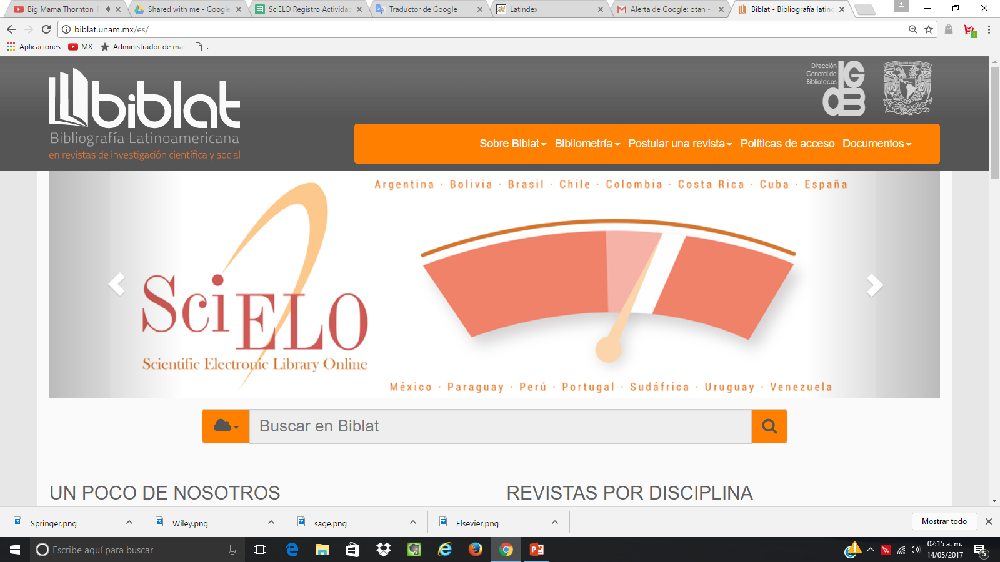 Big Mama Thornton 1
Shared with me - Google
SciELO Registro Actividad
Traductor de Google
Latindex
Alerta de Google: otan -
Biblat - Bibliografía latino
biblat.unam.mx/es/
1
Aplicaciones
MX
Administrador de mar
.
biblat
Bibliografía Latinoamericana
en revistas de investigación científica y social
Dirección
General de
Bibliotecas
DGB
Sobre Biblat
Bibliometría
Postular una revista
Políticas de acceso
Documentos
Argentina · Bolivia · Brasil · Chile · Colombia · Costa Rica · Cuba · España
SciELO
Scientific Electronic Library Online
México · Paraguay · Perú · Portugal · Sudáfrica · Uruguay · Venezuela
Buscar en Biblat
UN POCO DE NOSOTROS
REVISTAS POR DISCIPLINA
Springer.png
Wiley.png
sage.png
Elsevier.png
Mostrar todo
Escribe aquí para buscar
02:15 a. m.
14/05/2017
5